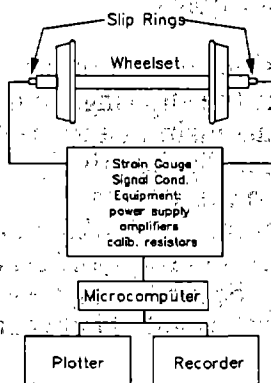 Slip Rings
Wheelset
Strain Gauge
Signal Cond.
Equipment:
power supply
amplifiers
calib. resistors
Microcomputer
Plotter
Recorder